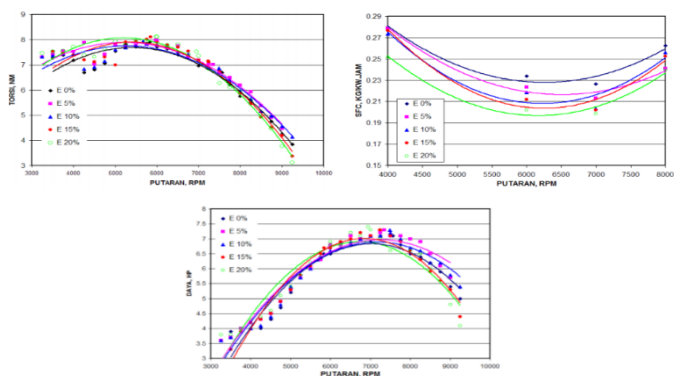 9
8
7
6
5
4
3
TORSI, NM
E 0%
E 5%
E 10%
E 15%
E 20%
3000 4000 5000 6000 7000 8000 9000 10000
PUTARAN, RPM
0.29
0.27
0.25
0.23
0.21
0.19
0.17
0.15
SFC, KG/KW.JAM
E 0%
E 5%
E 10%
E 15%
E 20%
4000 5000 6000 7000 8000
PUTARAN, RPM
8
7.5
7
6.5
6
5.5
5
4.5
4
3.5
3
DAYA, HP
E 0%
E 5%
E 10%
E 15%
E 20%
3000 4000 5000 6000 7000 8000 9000 10000
PUTARAN, RPM